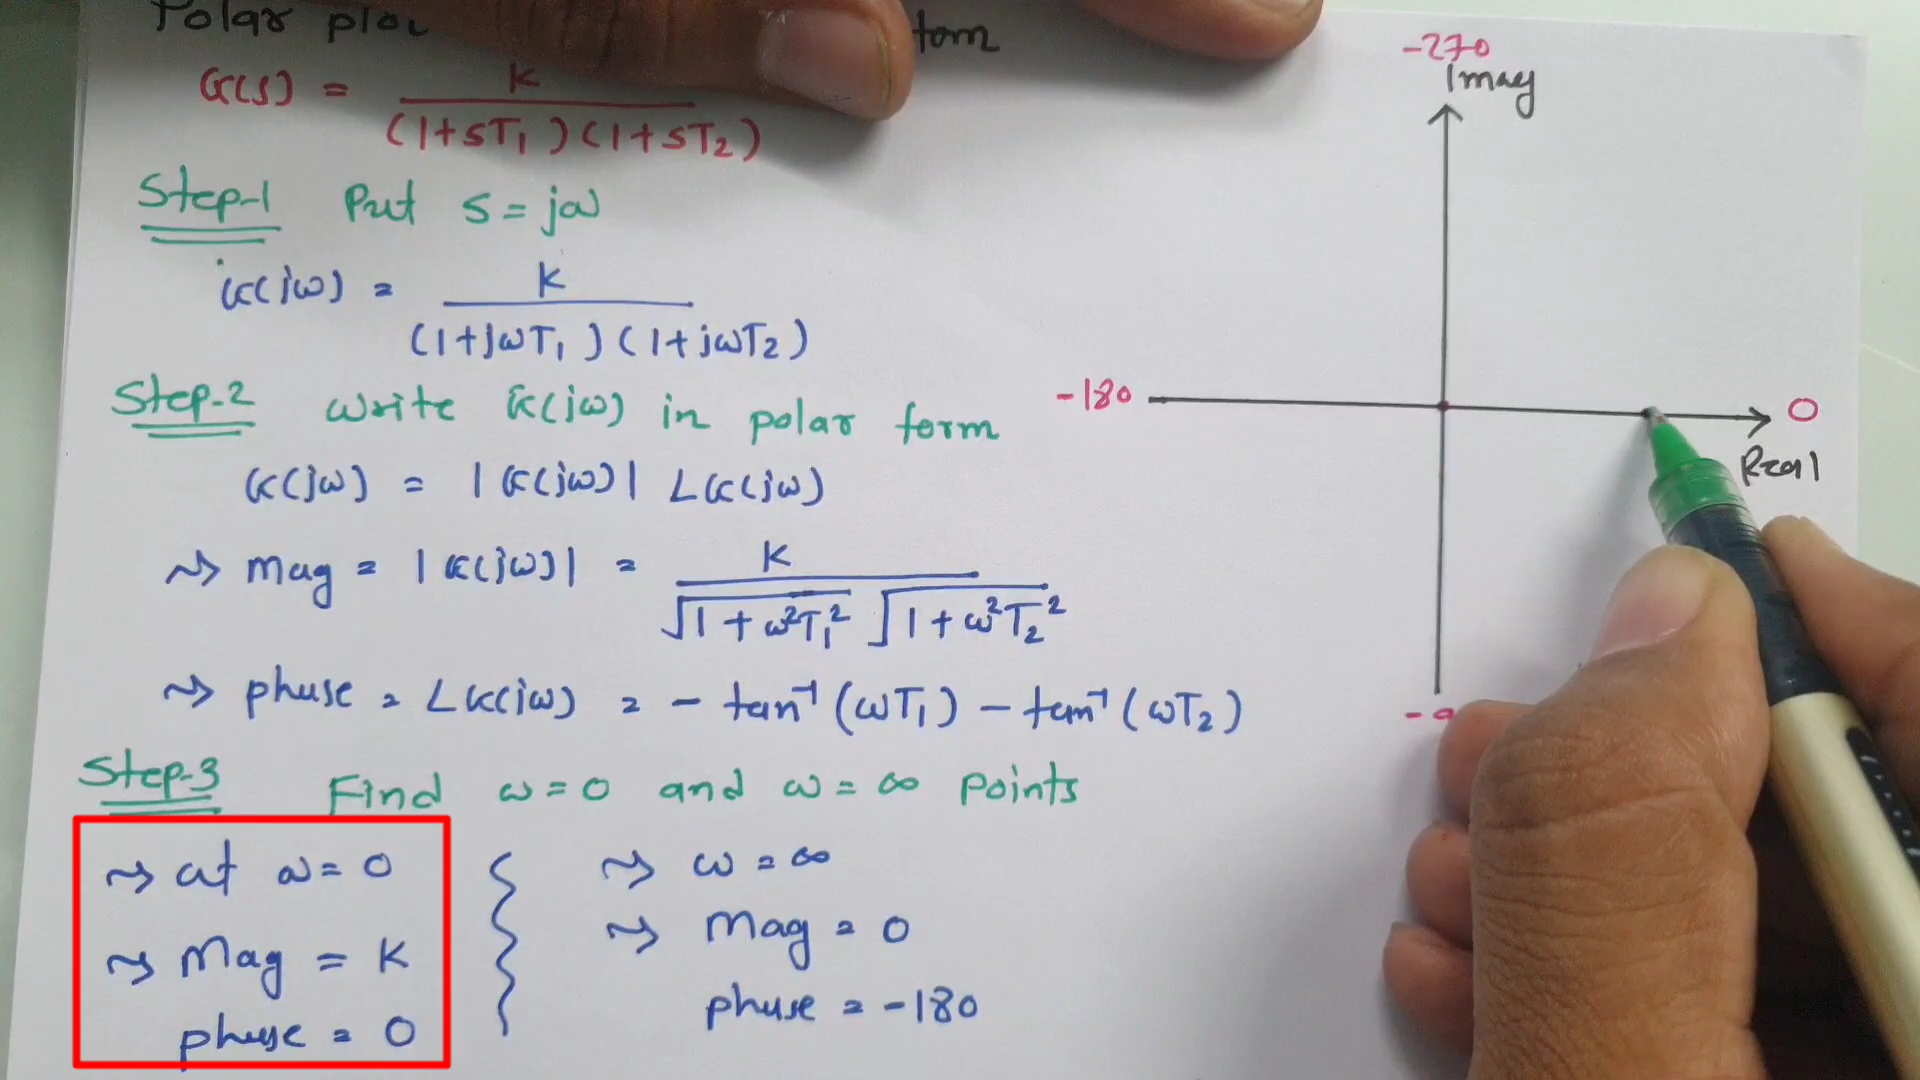 Polar plot
G(s) = K / (1+sT₁)(1+sT₂)
Step-1 Put s = jω
G(jω) = K / (1+jωT₁)(1+jωT₂)
Step-2 Write G(jω) in polar form
G(jω) = |G(jω)| ∠G(jω)
⇝ mag = |G(jω)| = K / √1+ω²T₁² √1+ω²T₂²
⇝ phase = ∠G(jω) = - tan⁻¹(ωT₁) - tan⁻¹(ωT₂)
Step-3 Find ω=0 and ω=∞ points
⇝ at ω=0
⇝ Mag = K
phase = 0
⇝ ω = ∞
⇝ Mag = 0
phase = -180
-270
Imag
-180
0
Real